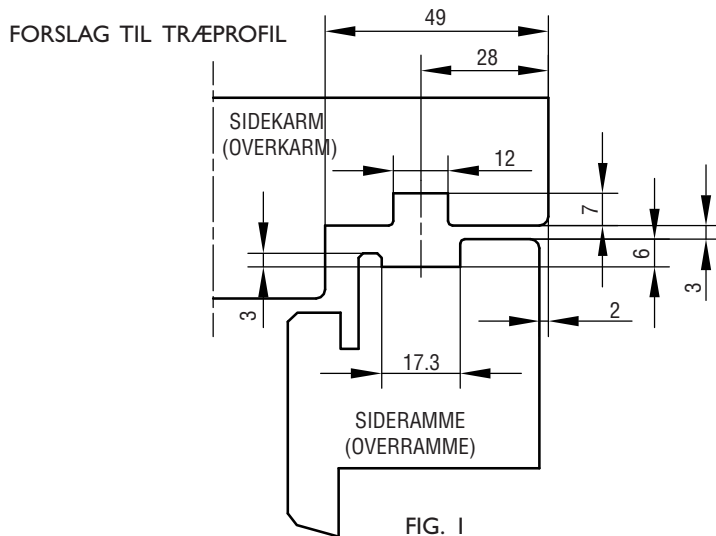 FORSLAG TIL TRÆPROFIL
49
28
SIDEKARM
(OVERKARM)
12
7
6
3
3
2
17.3
SIDERAMME
(OVERRAMME)
FIG. 1